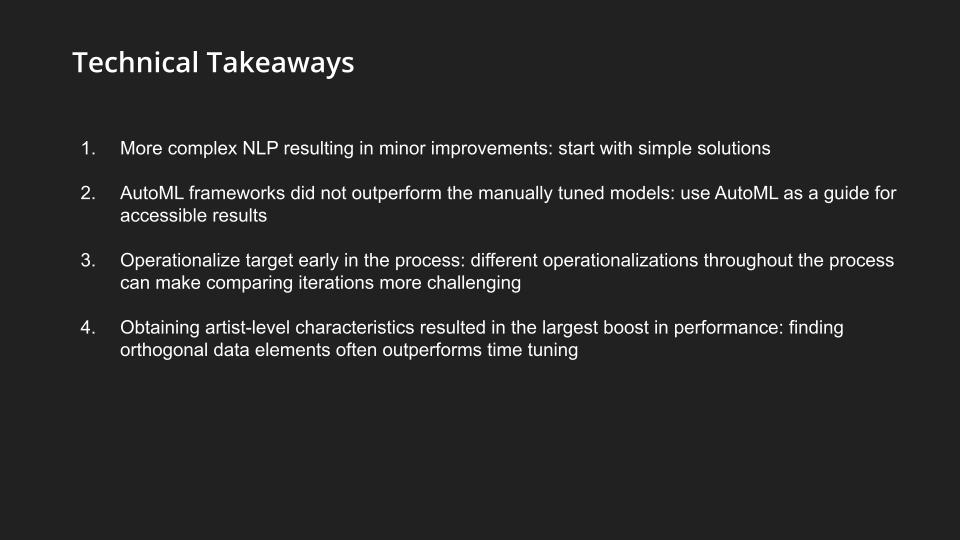 Technical Takeaways
1. More complex NLP resulting in minor improvements: start with simple solutions
2. AutoML frameworks did not outperform the manually tuned models: use AutoML as a guide for
accessible results
3. Operationalize target early in the process: different operationalizations throughout the process
can make comparing iterations more challenging
4. Obtaining artist-level characteristics resulted in the largest boost in performance: finding
orthogonal data elements often outperforms time tuning